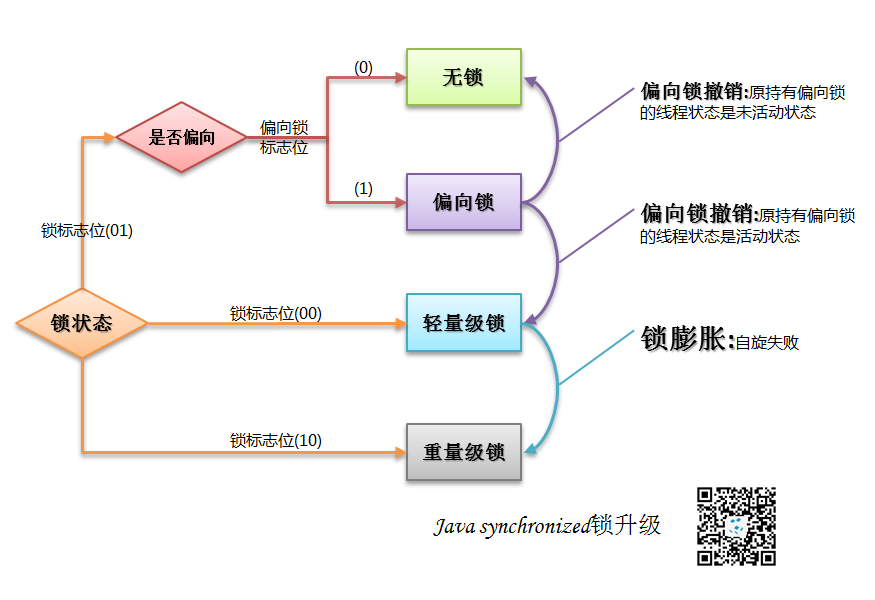 (0)
无锁
偏向锁撤销:原持有偏向锁
的线程状态是未活动状态
是否偏向
偏向锁
标志位
(1)
偏向锁
偏向锁撤销:原持有偏向锁
的线程状态是活动状态
锁标志位(01)
锁状态
锁标志位(00)
轻量级锁
锁膨胀:自旋失败
锁标志位(10)
重量级锁
Java synchronized锁升级